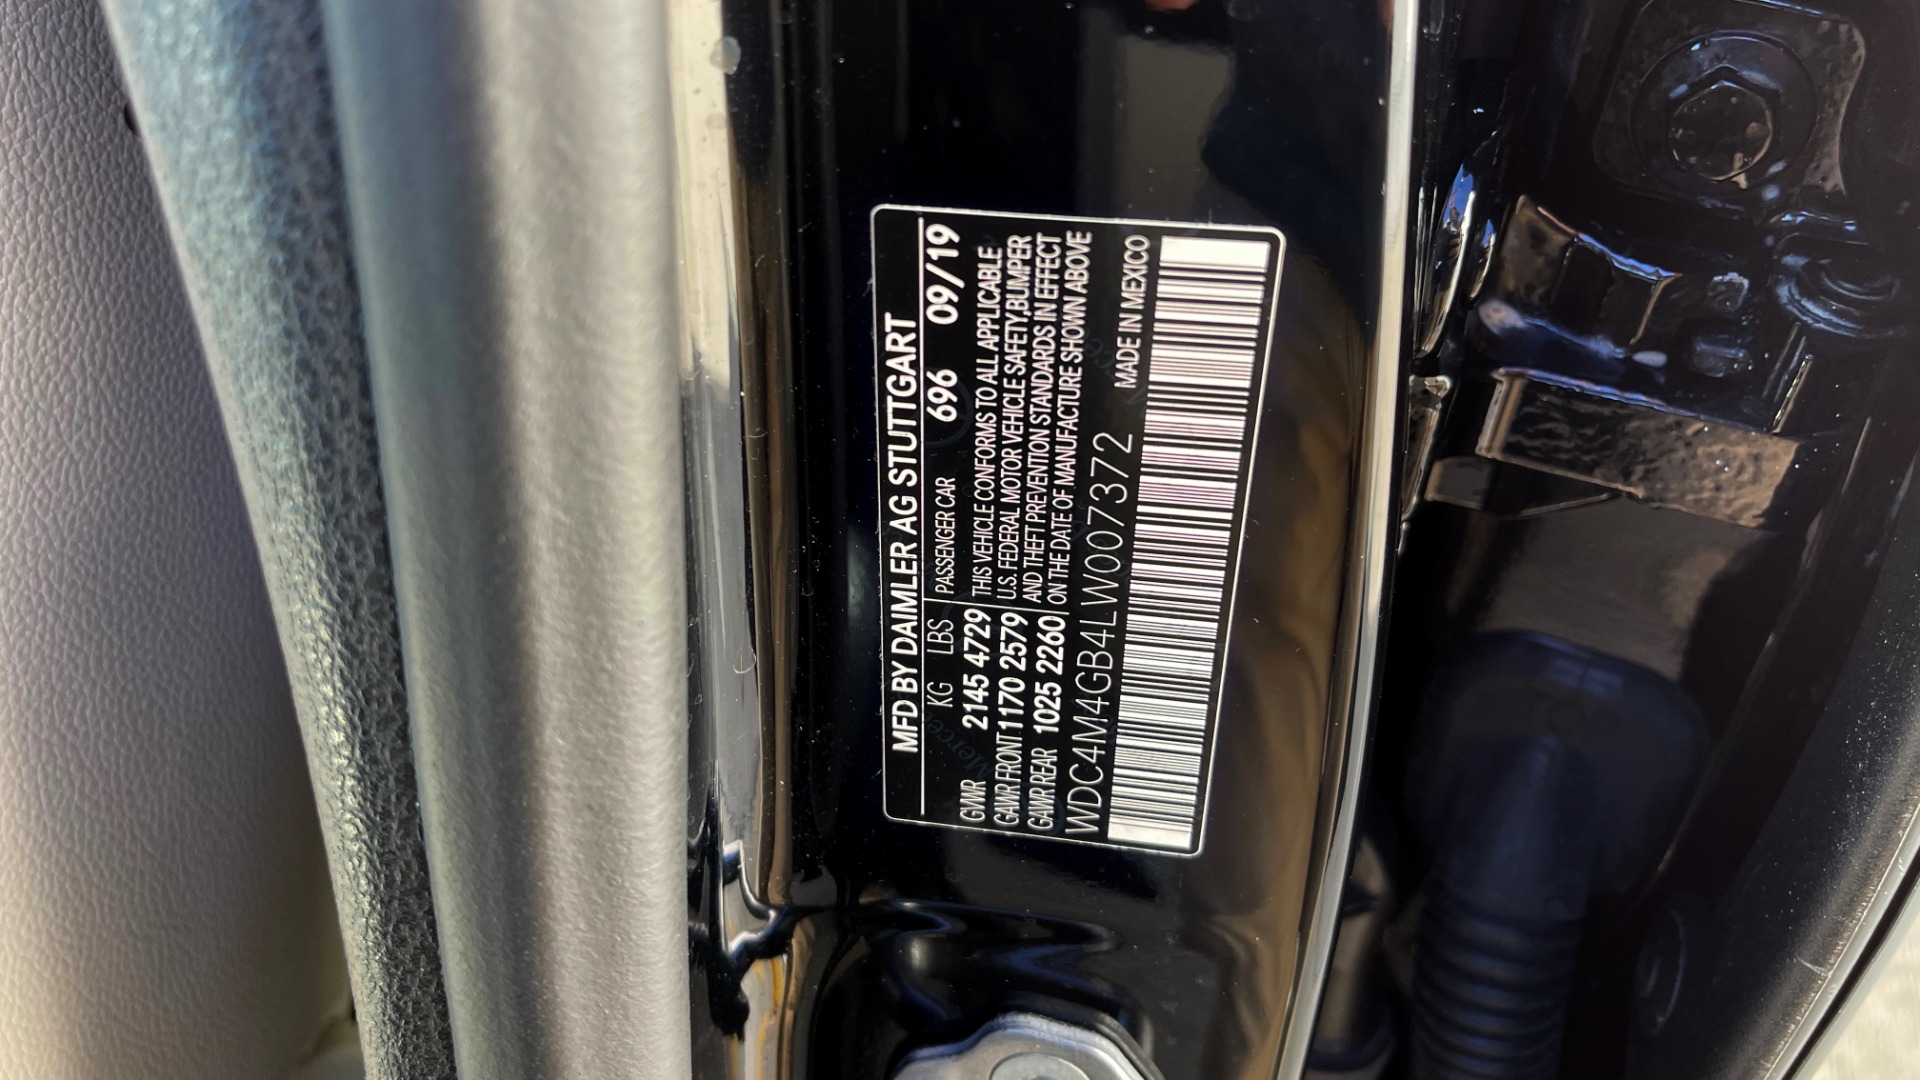 MFD BY DAIMLER AG STUTTGART
KG LBS PASSENGER CAR 696 09/19
GVWR 2145 4729 THIS VEHICLE CONFORMS TO ALL APPLICABLE
GAWR FRONT 1170 2579 U.S. FEDERAL MOTOR VEHICLE SAFETY,BUMPER
GAWR REAR 1025 2260 AND THEFT PREVENTION STANDARDS IN EFFECT
ON THE DATE OF MANUFACTURE SHOWN ABOVE
WDC4M4GB4LW007372 MADE IN MEXICO